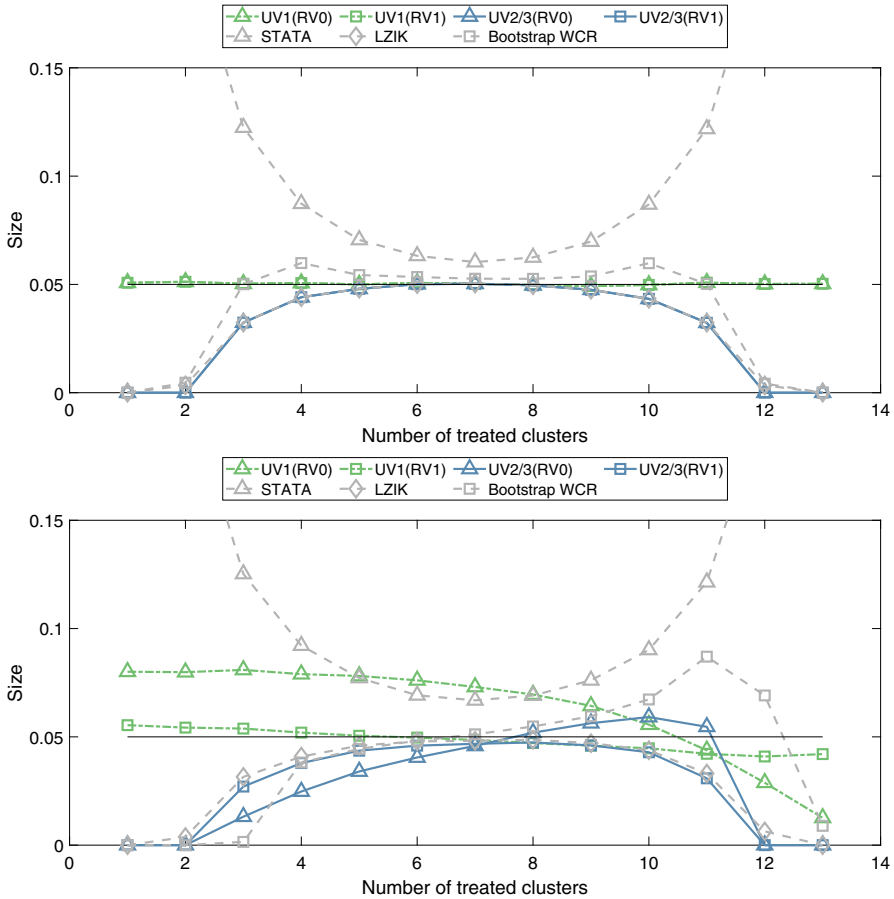 UV1(RV0) UV1(RV1) UV2/3(RV0) UV2/3(RV1)
STATA LZIK Bootstrap WCR
0.15
0.1
0.05
0
Size
0 2 4 6 8 10 12 14
Number of treated clusters
UV1(RV0) UV1(RV1) UV2/3(RV0) UV2/3(RV1)
STATA LZIK Bootstrap WCR
0.15
0.1
0.05
0
Size
0 2 4 6 8 10 12 14
Number of treated clusters